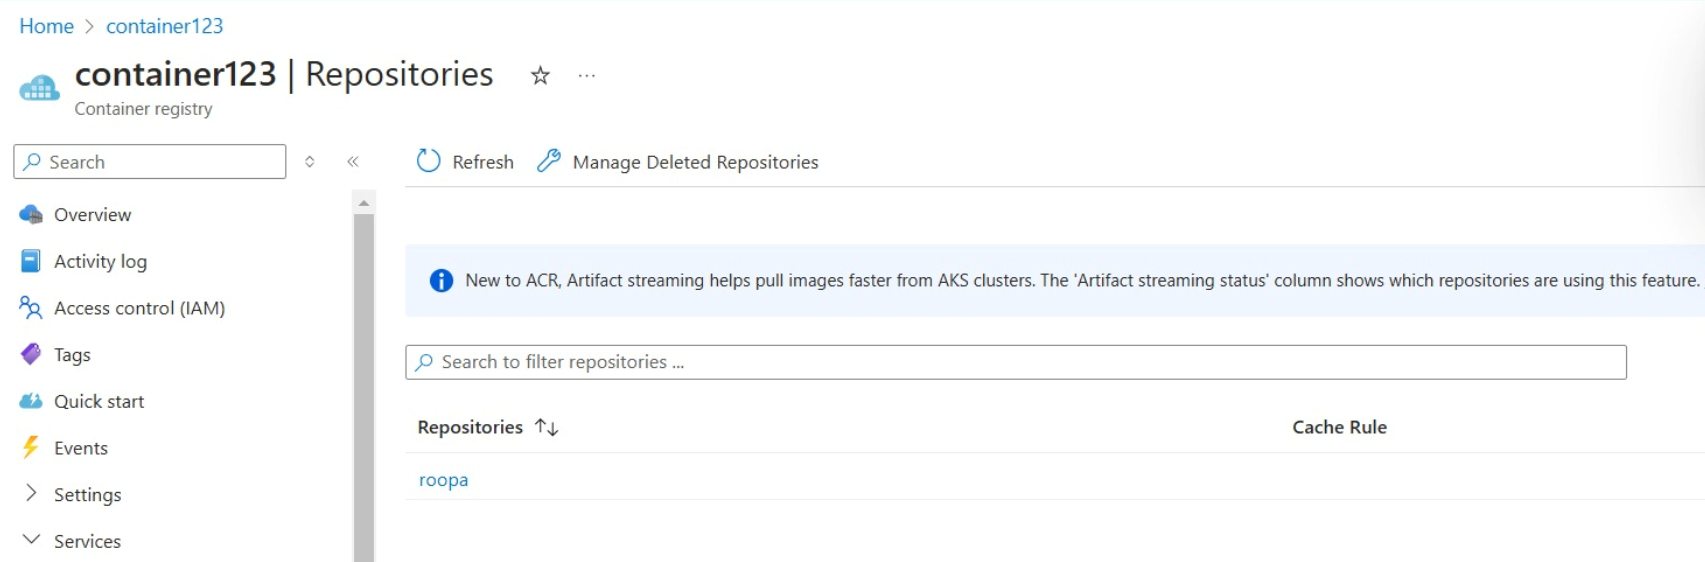 Home > container123
container123 | Repositories ☆ ...
Container registry
Search
Refresh Manage Deleted Repositories
Overview
Activity log
Access control (IAM)
Tags
Quick start
Events
Settings
Services
New to ACR, Artifact streaming helps pull images faster from AKS clusters. The 'Artifact streaming status' column shows which repositories are using this feature.
Search to filter repositories ...
Repositories ↑↓ Cache Rule
roopa